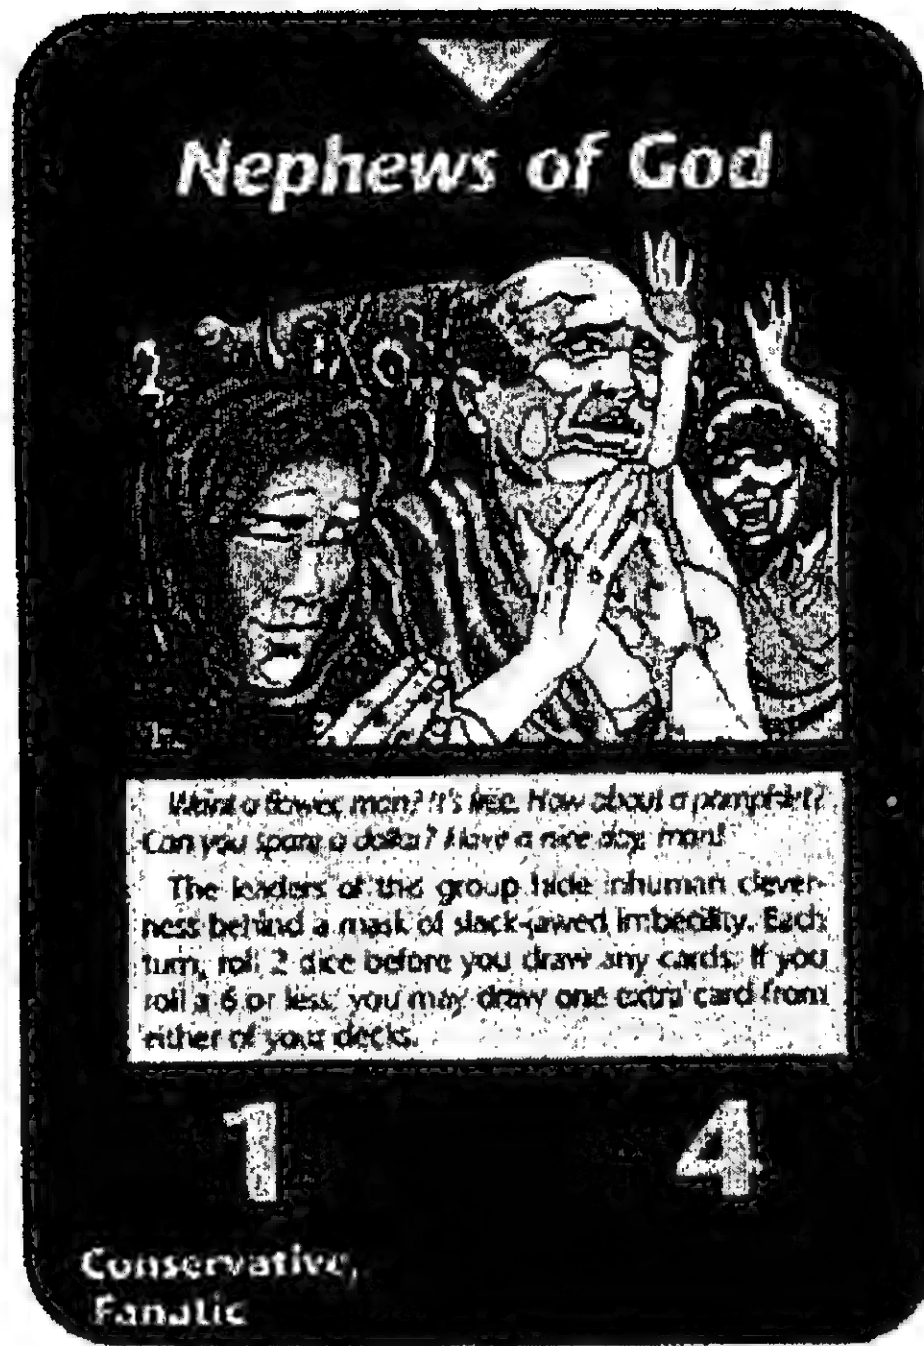 Nephews of God
Want a flower, man? It's free. How about a pamphlet?
Can you spare a dollar? Have a nice day, man!
The leaders of this group hide inhuman clever-
ness behind a mask of slack-jawed imbecility. Each
turn, roll 2 dice before you draw any cards. If you
roll a 6 or less, you may draw one extra card from
either of your decks.
1 4
Conservative,
Fanatic